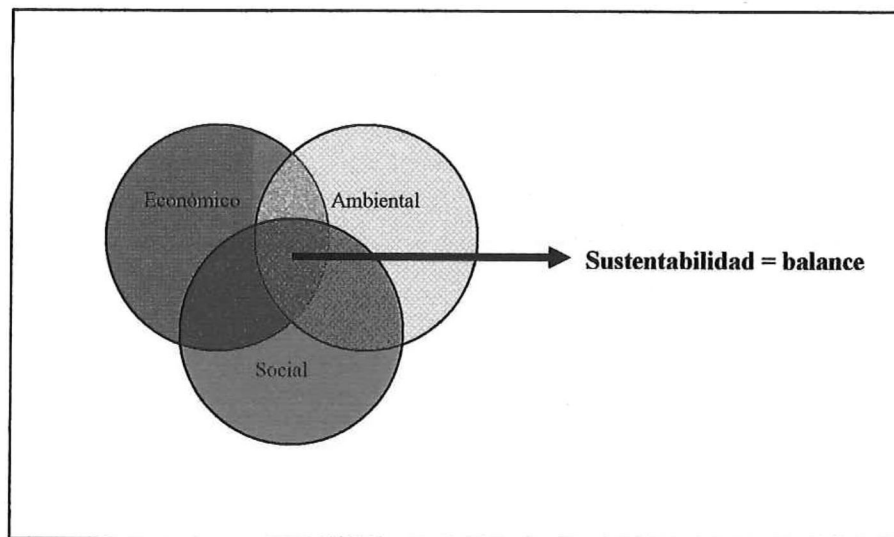 Económico
Ambiental
Sustentabilidad = balance
Social